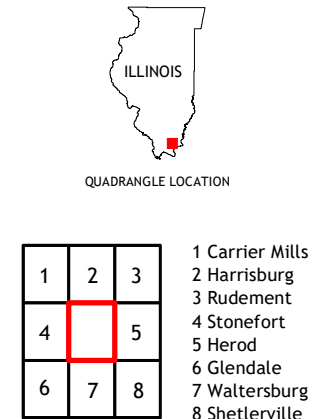 ILLINOIS
QUADRANGLE LOCATION
1 2 3
4 5
6 7 8
1 Carrier Mills
2 Harrisburg
3 Rudement
4 Stonefort
5 Herod
6 Glendale
7 Waltersburg
8 Shetlerville